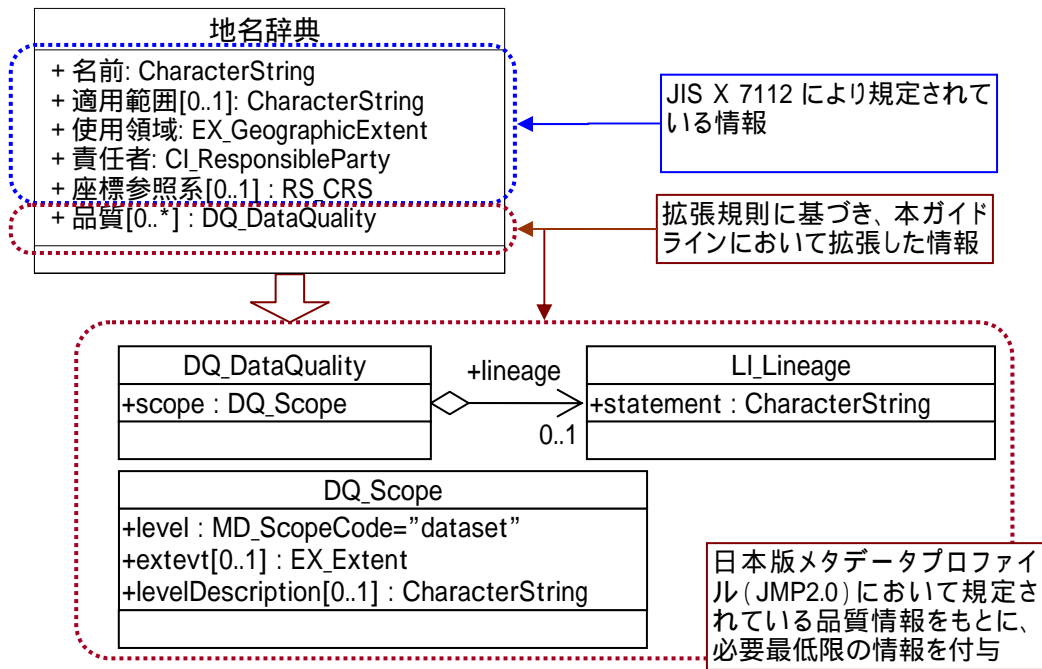 地名辞典
+ 名前: CharacterString
+ 適用範囲[0..1]: CharacterString
+ 使用領域: EX_GeographicExtent
+ 責任者: CI_ResponsibleParty
+ 座標参照系[0..1] : RS_CRS
+ 品質[0..*] : DQ_DataQuality
JIS X 7112 により規定されて
いる情報
拡張規則に基づき、本ガイド
ラインにおいて拡張した情報
DQ_DataQuality
+scope : DQ_Scope
+lineage
0..1
LI_Lineage
+statement : CharacterString
DQ_Scope
+level : MD_ScopeCode="dataset”
+extevt[0..1] : EX_Extent
+levelDescription[0..1] : CharacterString
日本版メタデータプロファイ
ル（JMP2.0）において規定さ
れている品質情報をもとに、
必要最低限の情報を付与